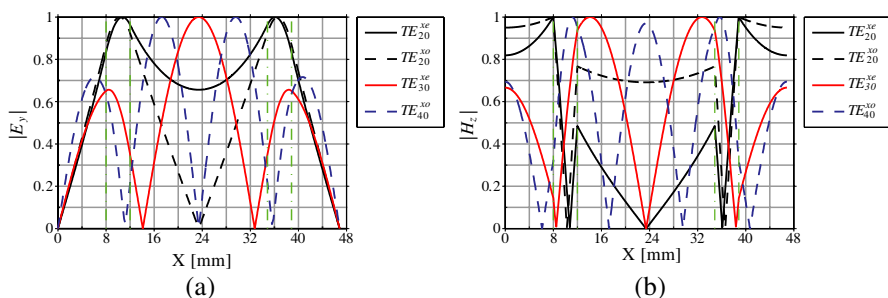 1
0.8
0.6
0.4
0.2
0
0 8 16 24 32 40 48
|E_y|
X [mm]
TE_20^xe
TE_20^xo
TE_30^xe
TE_40^xo
(a)
1
0.8
0.6
0.4
0.2
0
0 8 16 24 32 40 48
|H_z|
X [mm]
TE_20^xe
TE_20^xo
TE_30^xe
TE_40^xo
(b)